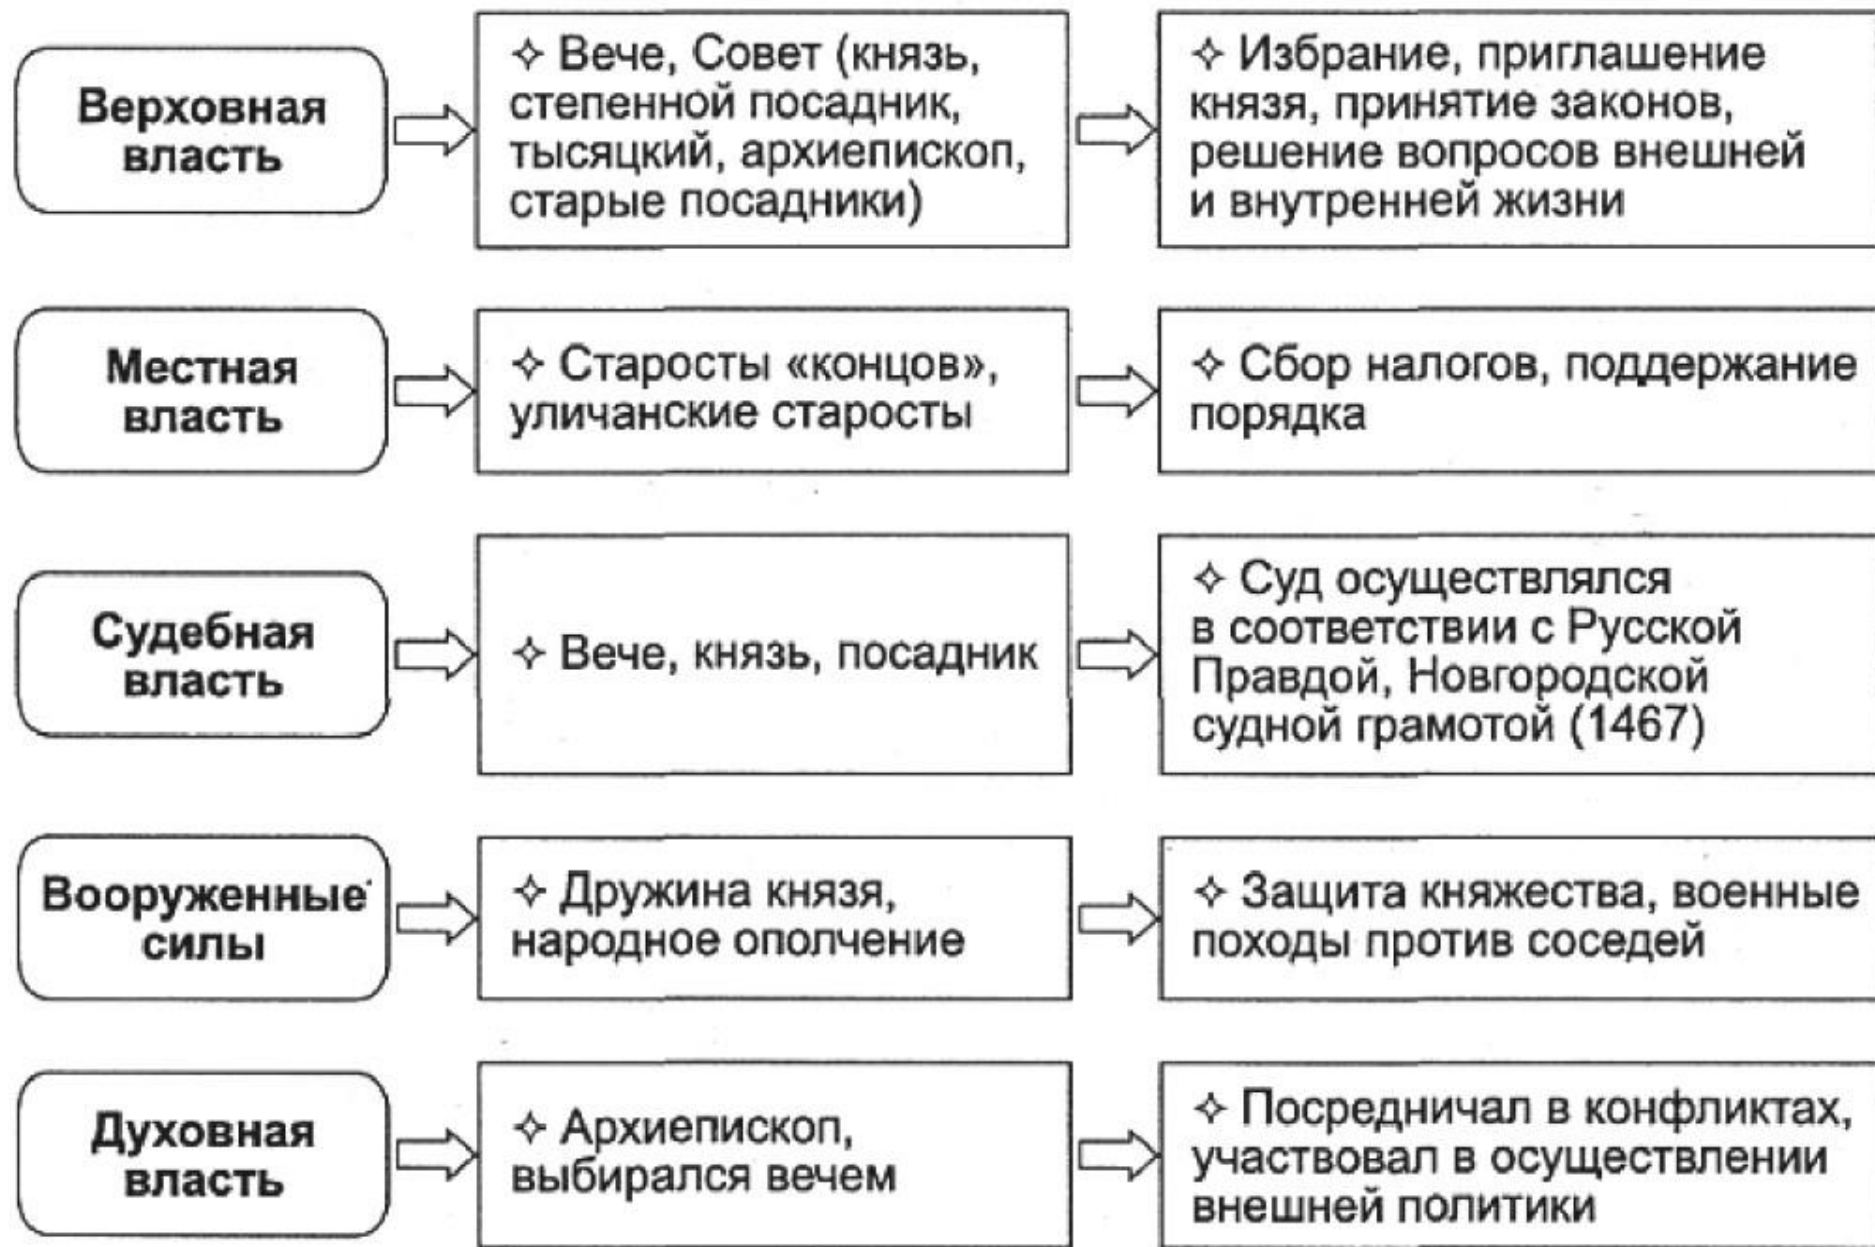 Верховная
власть
✧ Вече, Совет (князь,
степенной посадник,
тысяцкий, архиепископ,
старые посадники)
✧ Избрание, приглашение
князя, принятие законов,
решение вопросов внешней
и внутренней жизни
Местная
власть
✧ Старосты «концов»,
уличанские старосты
✧ Сбор налогов, поддержание
порядка
Судебная
власть
✧ Вече, князь, посадник
✧ Суд осуществлялся
в соответствии с Русской
Правдой, Новгородской
судной грамотой (1467)
Вооруженные
силы
✧ Дружина князя,
народное ополчение
✧ Защита княжества, военные
походы против соседей
Духовная
власть
✧ Архиепископ,
выбирался вечем
✧ Посредничал в конфликтах,
участвовал в осуществлении
внешней политики